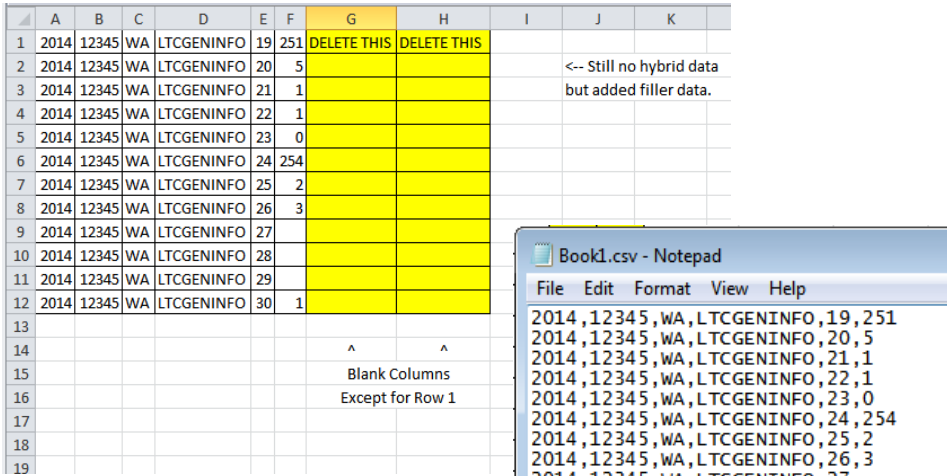 A B C D E F G H I J K
1 2014 12345 WA LTCGENINFO 19 251 DELETE THIS DELETE THIS
2 2014 12345 WA LTCGENINFO 20 5 <-- Still no hybrid data
3 2014 12345 WA LTCGENINFO 21 1 but added filler data.
4 2014 12345 WA LTCGENINFO 22 1
5 2014 12345 WA LTCGENINFO 23 0
6 2014 12345 WA LTCGENINFO 24 254
7 2014 12345 WA LTCGENINFO 25 2
8 2014 12345 WA LTCGENINFO 26 3
9 2014 12345 WA LTCGENINFO 27
10 2014 12345 WA LTCGENINFO 28
11 2014 12345 WA LTCGENINFO 29
12 2014 12345 WA LTCGENINFO 30 1
13
14 ^ ^
15 Blank Columns
16 Except for Row 1
17
18
19
Book1.csv - Notepad
File Edit Format View Help
2014,12345,WA,LTCGENINFO,19,251
2014,12345,WA,LTCGENINFO,20,5
2014,12345,WA,LTCGENINFO,21,1
2014,12345,WA,LTCGENINFO,22,1
2014,12345,WA,LTCGENINFO,23,0
2014,12345,WA,LTCGENINFO,24,254
2014,12345,WA,LTCGENINFO,25,2
2014,12345,WA,LTCGENINFO,26,3